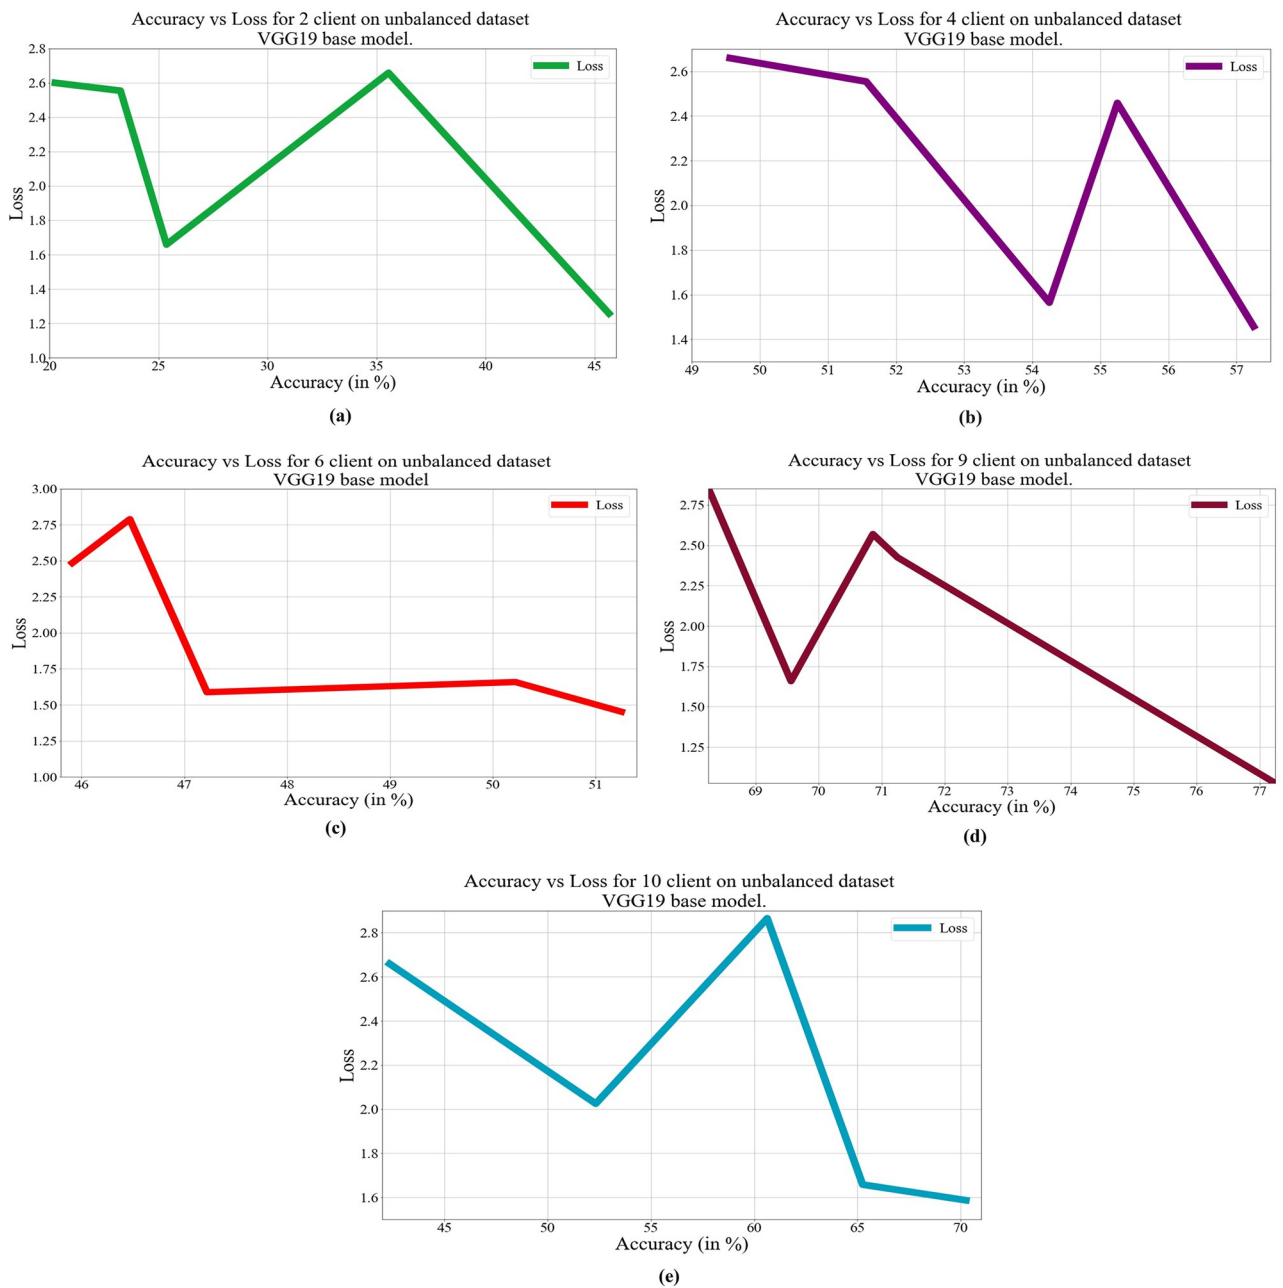 Accuracy vs Loss for 2 client on unbalanced dataset
VGG19 base model.
Loss
2.8
2.6
2.4
2.2
2.0
1.8
1.6
1.4
1.2
1.0
Loss
20 25 30 35 40 45
Accuracy (in %)
(a)
Accuracy vs Loss for 4 client on unbalanced dataset
VGG19 base model.
Loss
2.6
2.4
2.2
2.0
1.8
1.6
1.4
Loss
49 50 51 52 53 54 55 56 57
Accuracy (in %)
(b)
Accuracy vs Loss for 6 client on unbalanced dataset
VGG19 base model
Loss
3.00
2.75
2.50
2.25
2.00
1.75
1.50
1.25
1.00
Loss
46 47 48 49 50 51
Accuracy (in %)
(c)
Accuracy vs Loss for 9 client on unbalanced dataset
VGG19 base model.
Loss
2.75
2.50
2.25
2.00
1.75
1.50
1.25
Loss
69 70 71 72 73 74 75 76 77
Accuracy (in %)
(d)
Accuracy vs Loss for 10 client on unbalanced dataset
VGG19 base model.
Loss
2.8
2.6
2.4
2.2
2.0
1.8
1.6
Loss
45 50 55 60 65 70
Accuracy (in %)
(e)